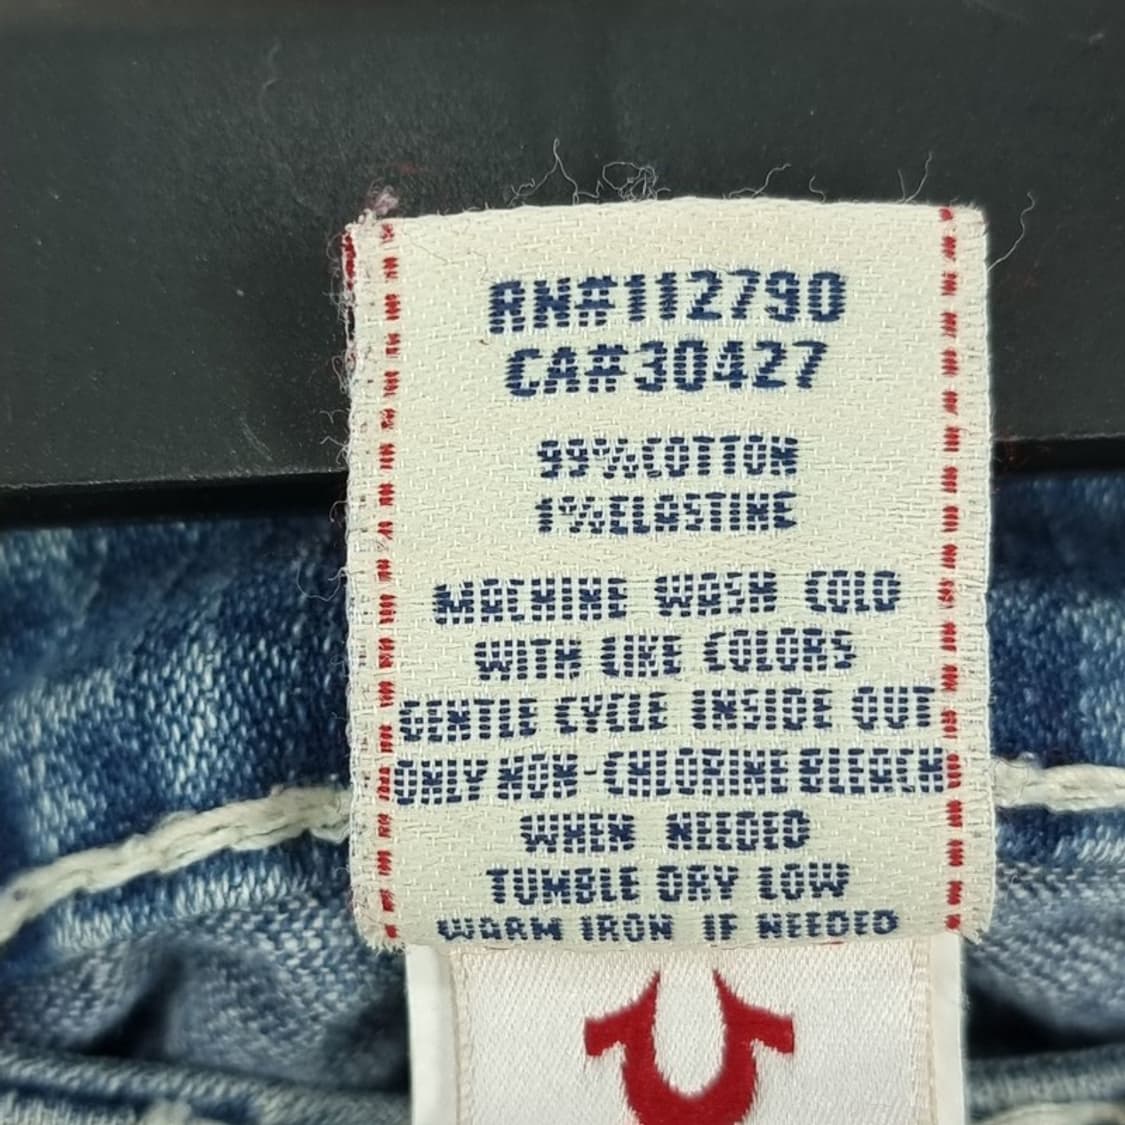 RN#112790
CA#30427
99%COTTON
1%ELASTINE
MACHINE WASH COLD
WITH LIKE COLORS
GENTLE CYCLE INSIDE OUT
ONLY NON-CHLORINE BLEACH
WHEN NEEDED
TUMBLE DRY LOW
WARM IRON IF NEEDED